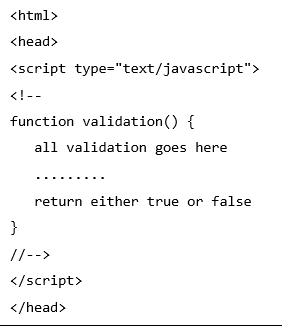 <html>
<head>
<script type="text/javascript">
<!--
function validation() {
all validation goes here
.........
return either true or false
}
//-->
</script>
</head>